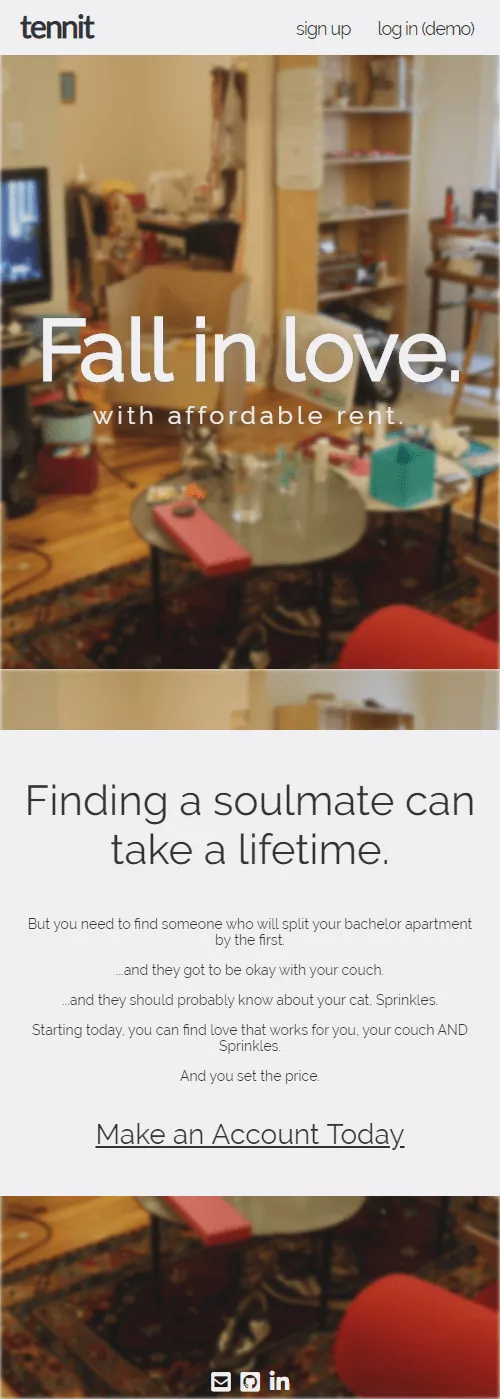 tennit
sign up log in (demo)
Fall in love.
with affordable rent.
Finding a soulmate can
take a lifetime.
But you need to find someone who will split your bachelor apartment
by the first.
...and they got to be okay with your couch.
...and they should probably know about your cat, Sprinkles.
Starting today, you can find love that works for you, your couch AND
Sprinkles.
And you set the price.
Make an Account Today
in